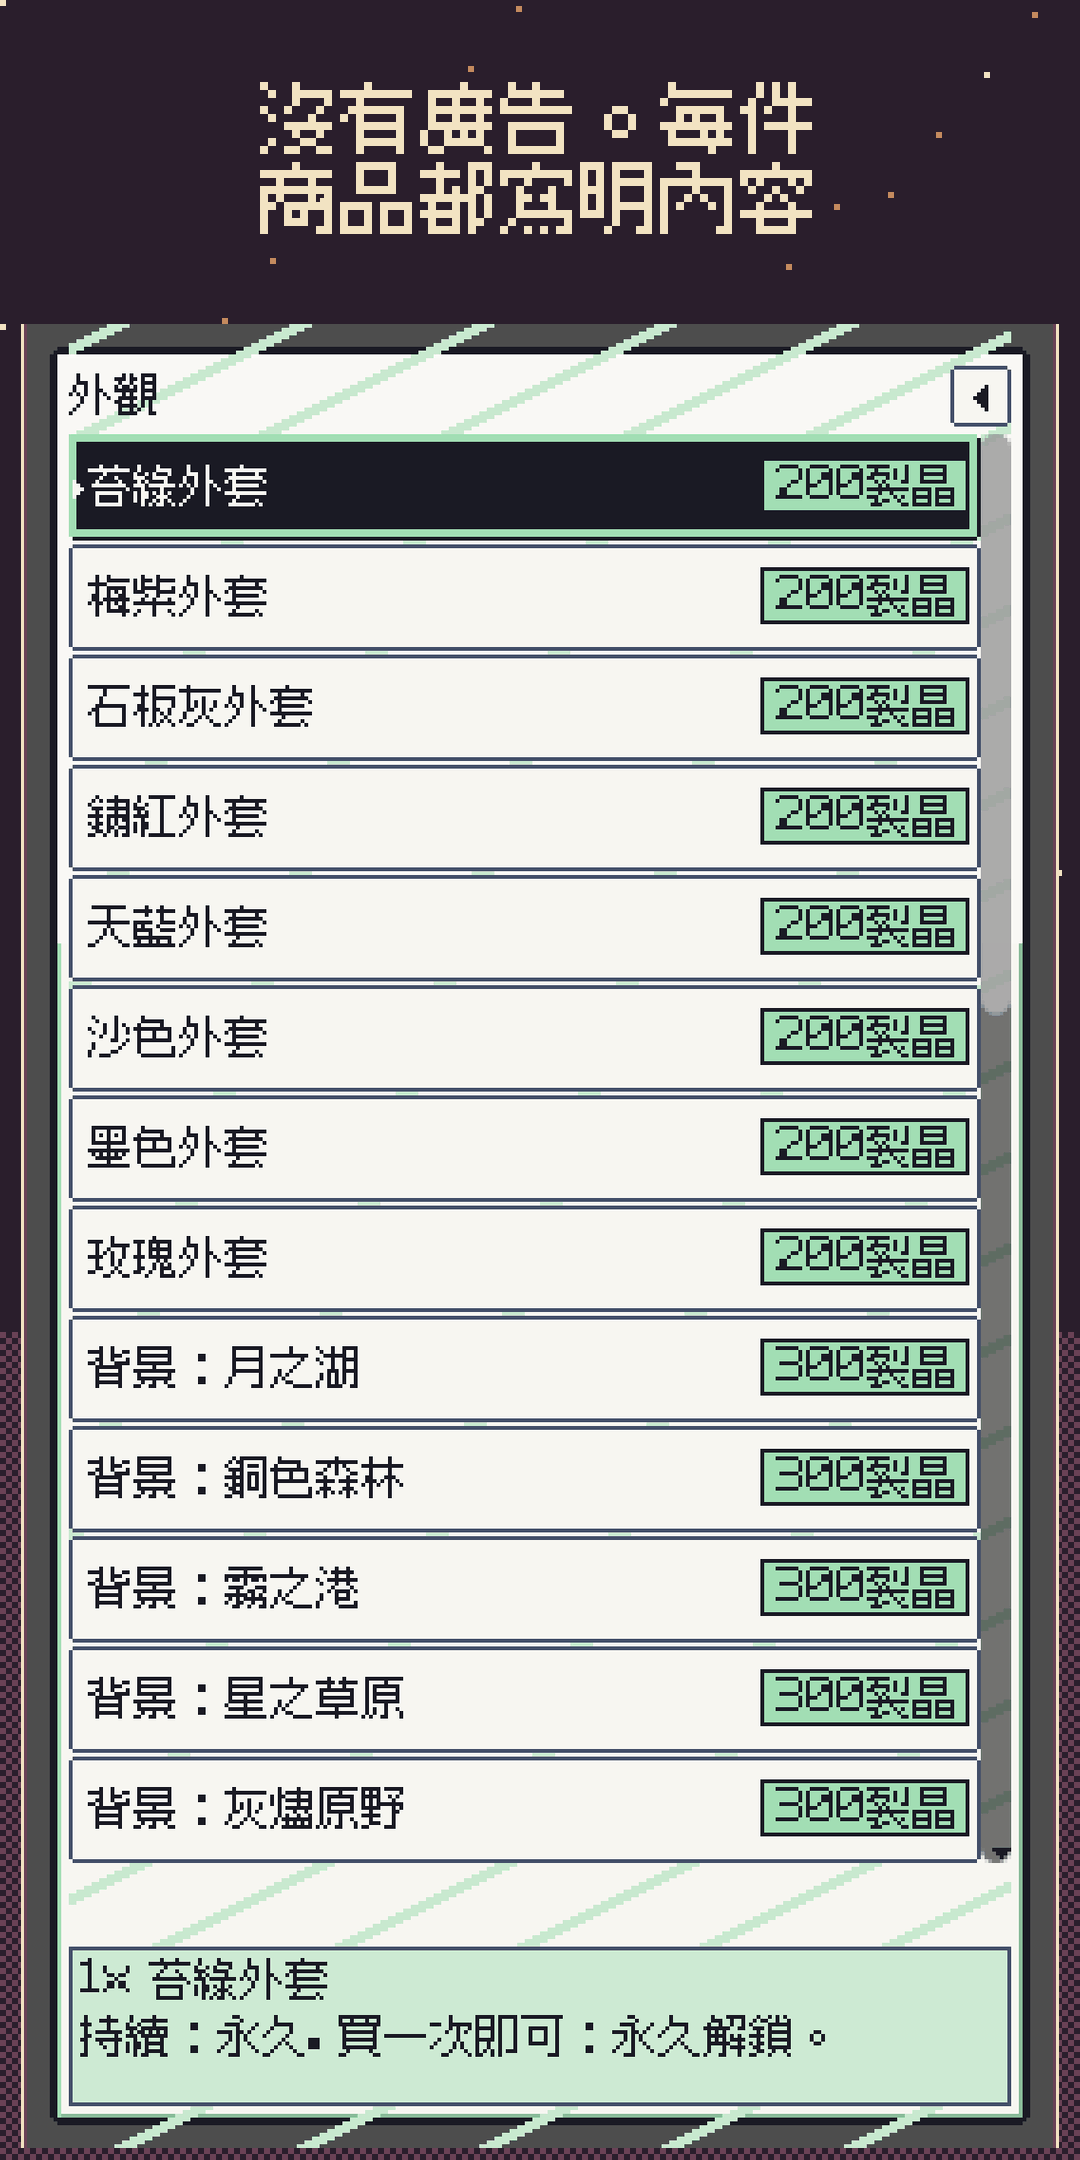 沒有廣告。每件
商品都寫明內容
外觀
苔綠外套 200裂晶
梅紫外套 200裂晶
石板灰外套 200裂晶
鏽紅外套 200裂晶
天藍外套 200裂晶
沙色外套 200裂晶
墨色外套 200裂晶
玫瑰外套 200裂晶
背景：月之湖 300裂晶
背景：銅色森林 300裂晶
背景：霧之港 300裂晶
背景：星之草原 300裂晶
背景：灰燼原野 300裂晶
1x 苔綠外套
持續：永久▪買一次即可：永久解鎖。